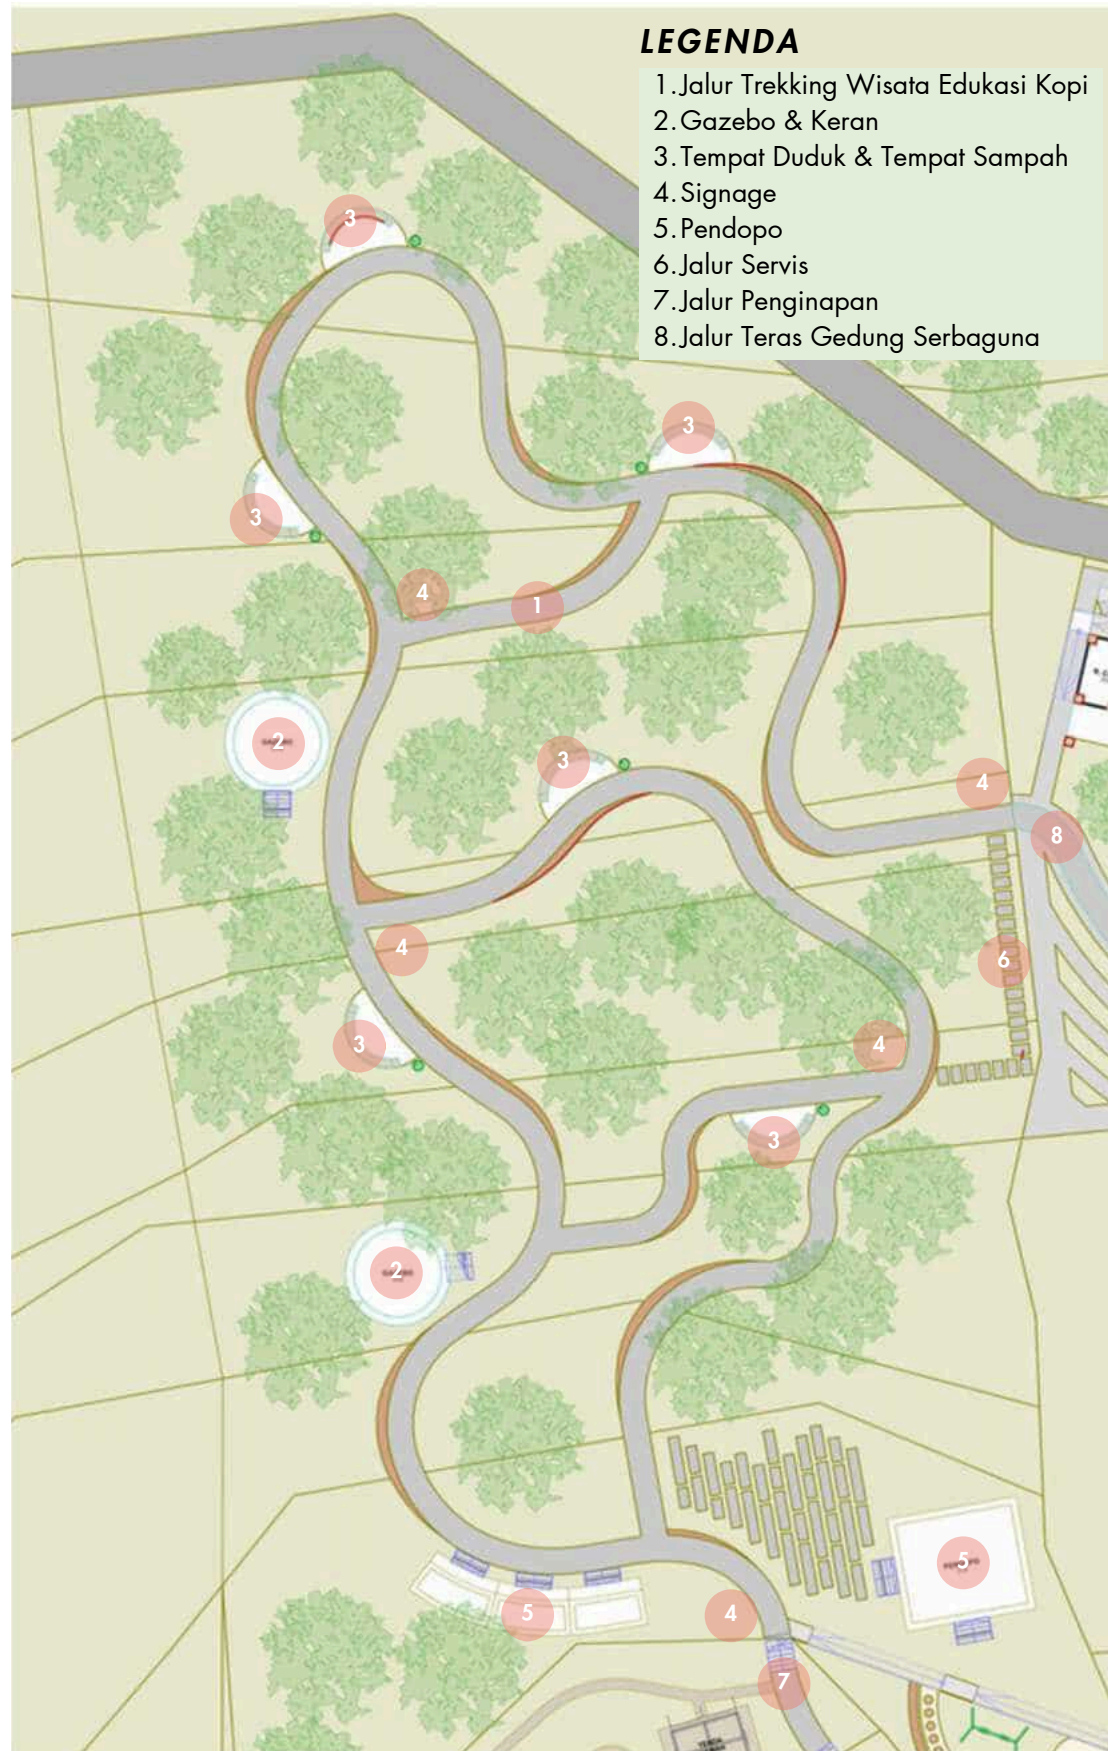 LEGENDA
1. Jalur Trekking Wisata Edukasi Kopi
2. Gazebo & Keran
3. Tempat Duduk & Tempat Sampah
4. Signage
5. Pendopo
6. Jalur Servis
7. Jalur Penginapan
8. Jalur Teras Gedung Serbaguna
3
3
3
4
1
2
3
4
8
4
6
3
4
3
2
5
5
4
7